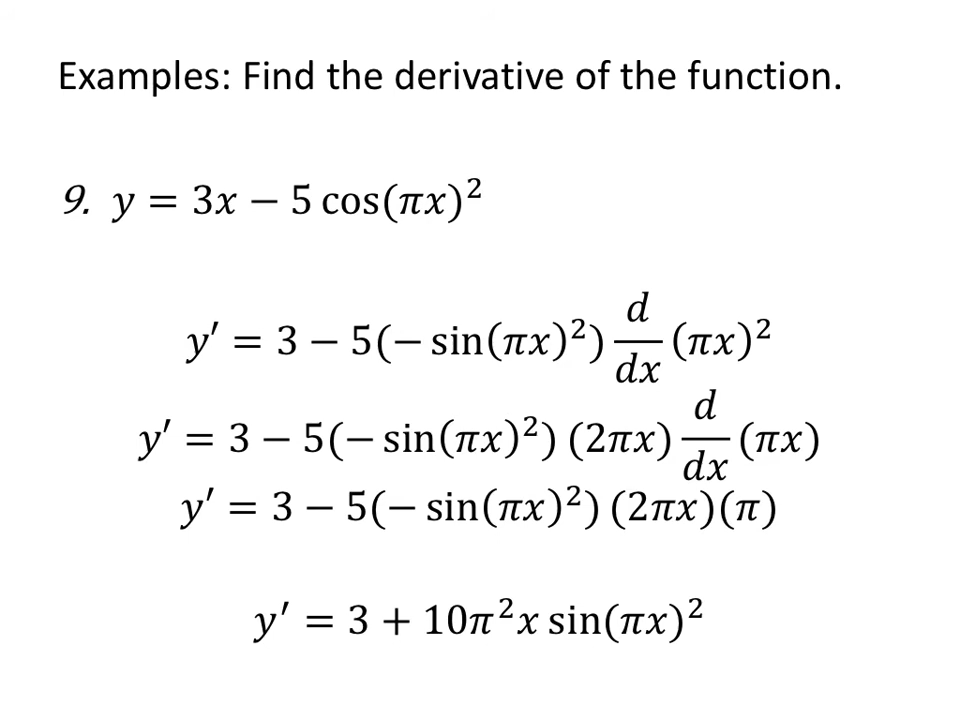 Examples: Find the derivative of the function.
9. y = 3x − 5 cos(πx)²
y′ = 3 − 5(− sin(πx)²) d/dx (πx)²
y′ = 3 − 5(− sin(πx)²) (2πx) d/dx (πx)
y′ = 3 − 5(− sin(πx)²) (2πx)(π)
y′ = 3 + 10π²x sin(πx)²